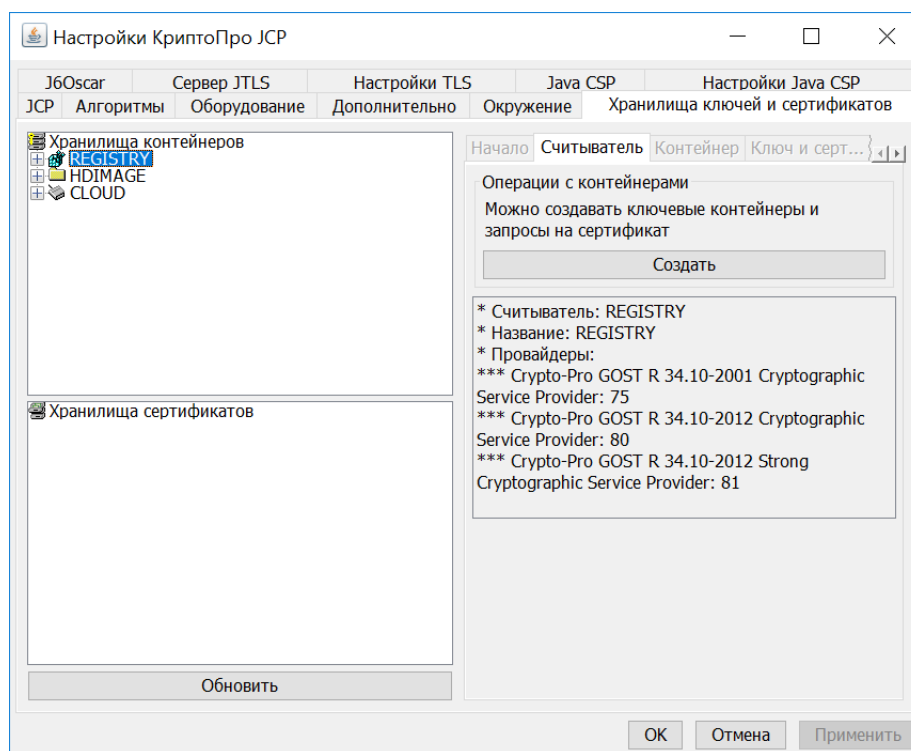 Настройки КриптоПро JCP
J6Oscar Сервер JTLS Настройки TLS Java CSP Настройки Java CSP
JCP Алгоритмы Оборудование Дополнительно Окружение Хранилища ключей и сертификатов
Хранилища контейнеров
REGISTRY
HDIMAGE
CLOUD
Хранилища сертификатов
Обновить
Начало Считыватель Контейнер Ключ и серт...
Операции с контейнерами
Можно создавать ключевые контейнеры и
запросы на сертификат
Создать
* Считыватель: REGISTRY
* Название: REGISTRY
* Провайдеры:
*** Crypto-Pro GOST R 34.10-2001 Cryptographic
Service Provider: 75
*** Crypto-Pro GOST R 34.10-2012 Cryptographic
Service Provider: 80
*** Crypto-Pro GOST R 34.10-2012 Strong
Cryptographic Service Provider: 81
OK Отмена Применить